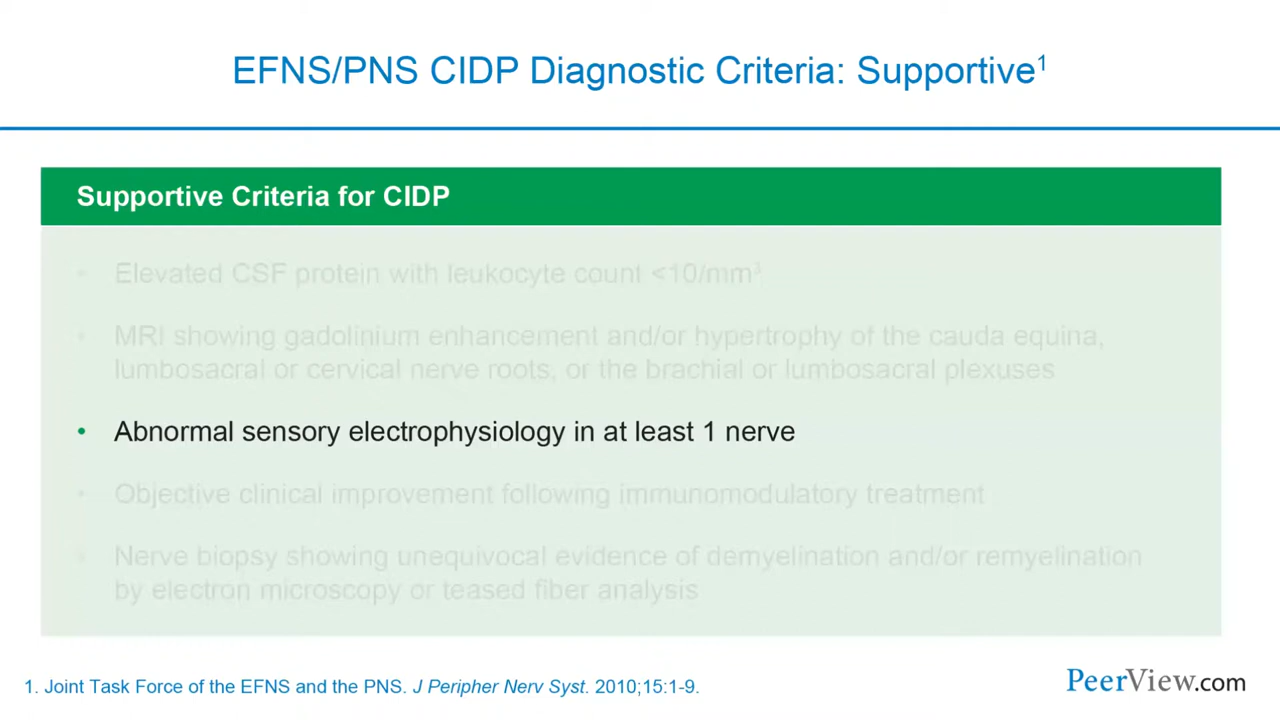 EFNS/PNS CIDP Diagnostic Criteria: Supportive¹
Supportive Criteria for CIDP
• Elevated CSF protein with leukocyte count <10/mm³
• MRI showing gadolinium enhancement and/or hypertrophy of the cauda equina,
lumbosacral or cervical nerve roots, or the brachial or lumbosacral plexuses
• Abnormal sensory electrophysiology in at least 1 nerve
• Objective clinical improvement following immunomodulatory treatment
• Nerve biopsy showing unequivocal evidence of demyelination and/or remyelination
by electron microscopy or teased fiber analysis
1. Joint Task Force of the EFNS and the PNS. J Peripher Nerv Syst. 2010;15:1-9.
PeerView.com